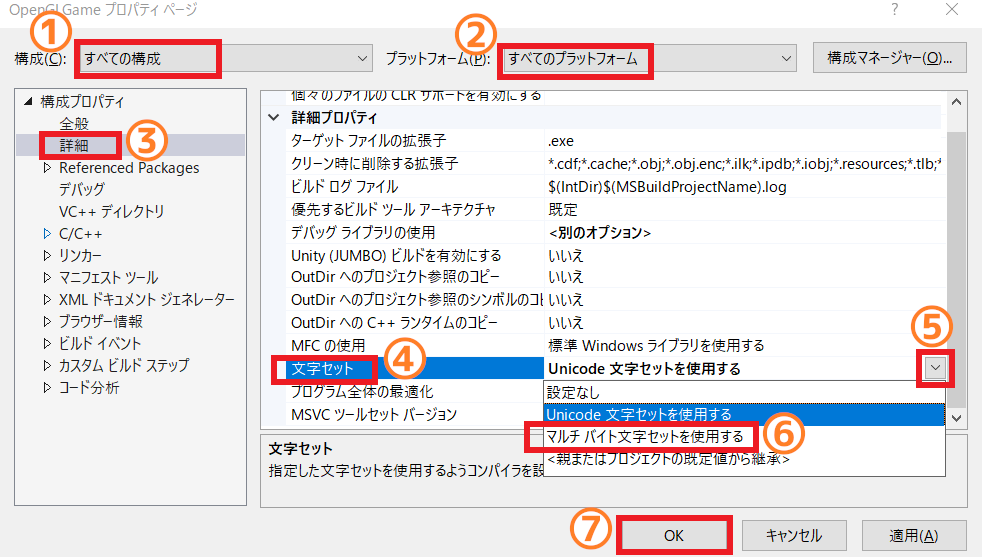 OpenGLGame プロパティ ページ
?
①
②
構成(C):
すべての構成
プラットフォーム(P):
すべてのプラットフォーム
構成マネージャー(O)...
構成プロパティ
全般
詳細
③
Referenced Packages
デバッグ
VC++ ディレクトリ
C/C++
リンカー
マニフェスト ツール
XML ドキュメント ジェネレーター
ブラウザー情報
ビルド イベント
カスタム ビルド ステップ
コード分析
個々のファイルの CLR サポートを有効にする
詳細プロパティ
ターゲット ファイルの拡張子 .exe
クリーン時に削除する拡張子 *.cdf;*.cache;*.obj;*.obj.enc;*.ilk;*.ipdb;*.iobj;*.resources;*.tlb;*
ビルド ログ ファイル $(IntDir)$(MSBuildProjectName).log
優先するビルド ツール アーキテクチャ 既定
デバッグ ライブラリの使用 <別のオプション>
Unity (JUMBO) ビルドを有効にする いいえ
OutDir へのプロジェクト参照のコピー いいえ
OutDir へのプロジェクト参照のシンボルのコピ いいえ
OutDir への C++ ランタイムのコピー いいえ
MFC の使用 標準 Windows ライブラリを使用する
文字セット ④ Unicode 文字セットを使用する ⑤
プログラム全体の最適化
MSVC ツールセット バージョン
設定なし
Unicode 文字セットを使用する
マルチ バイト文字セットを使用する ⑥
<親またはプロジェクトの既定値から継承>
文字セット
指定した文字セットを使用するようコンパイラを設
⑦
OK
キャンセル
適用(A)